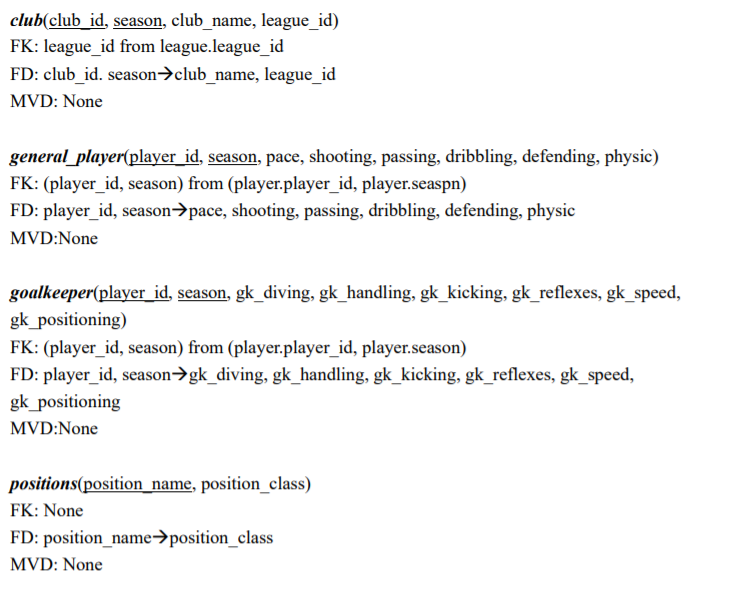 club(club_id, season, club_name, league_id)
FK: league_id from league.league_id
FD: club_id. season→club_name, league_id
MVD: None
general_player(player_id, season, pace, shooting, passing, dribbling, defending, physic)
FK: (player_id, season) from (player.player_id, player.seaspn)
FD: player_id, season→pace, shooting, passing, dribbling, defending, physic
MVD:None
goalkeeper(player_id, season, gk_diving, gk_handling, gk_kicking, gk_reflexes, gk_speed,
gk_positioning)
FK: (player_id, season) from (player.player_id, player.season)
FD: player_id, season→gk_diving, gk_handling, gk_kicking, gk_reflexes, gk_speed,
gk_positioning
MVD:None
positions(position_name, position_class)
FK: None
FD: position_name→position_class
MVD: None